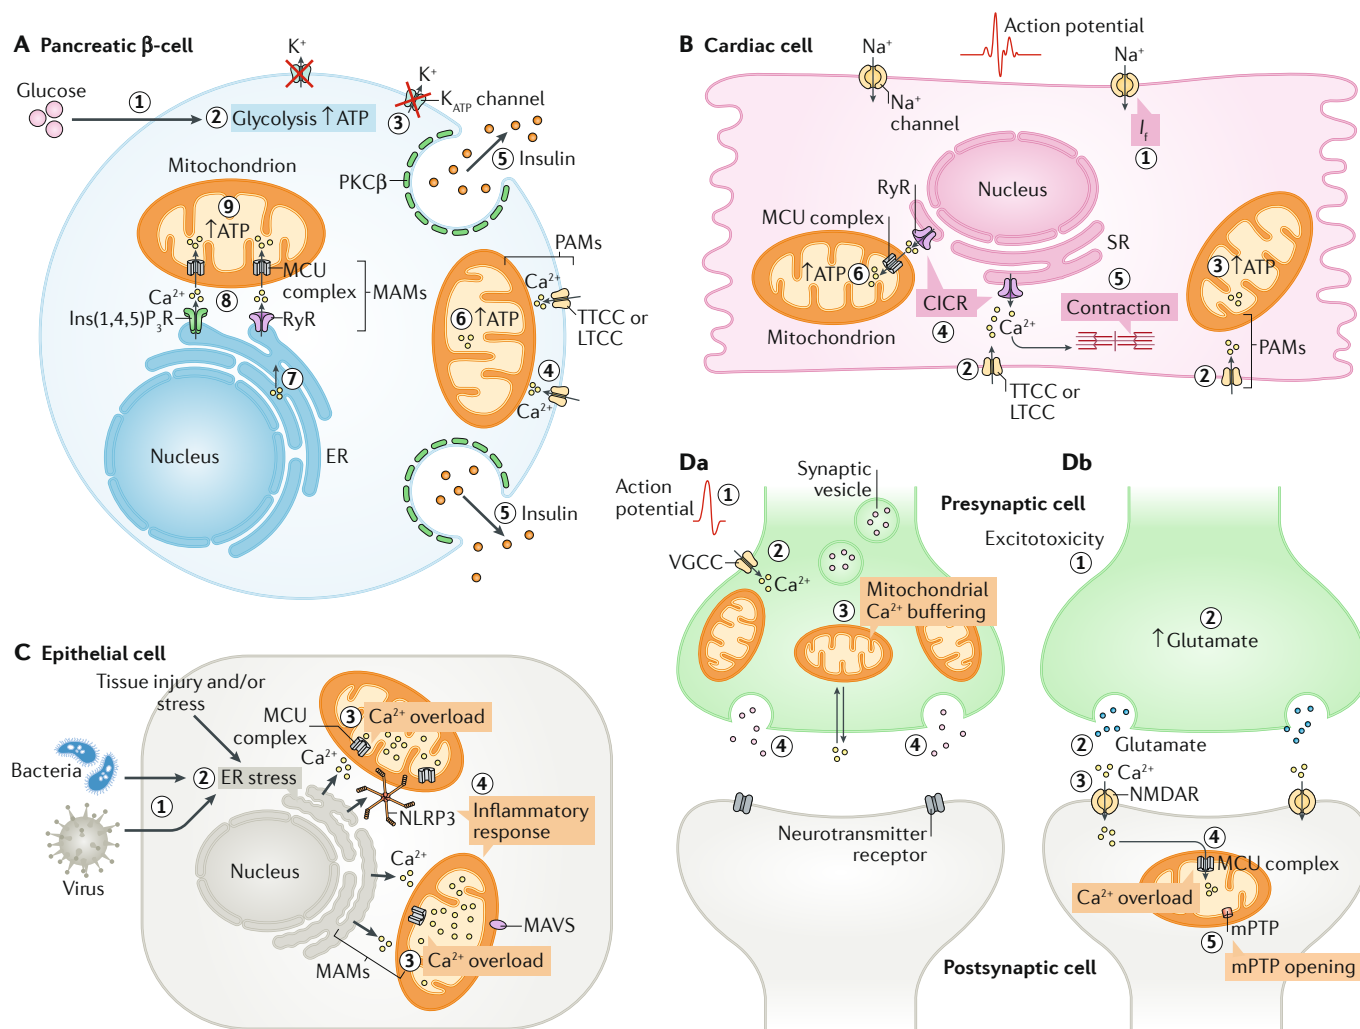 A Pancreatic β-cell
K⁺
K⁺
K_ATP channel
Glucose
①
② Glycolysis ↑ ATP
③
⑤ Insulin
PKCβ
Mitochondrion
⑨
↑ATP
MCU
complex
MAMs
Ca²⁺
⑧
Ins(1,4,5)P₃R
RyR
PAMs
Ca²⁺
TTCC or
LTCC
⑥ ↑ATP
④
Ca²⁺
⑦
Nucleus
ER
⑤ Insulin
B Cardiac cell
Action potential
Na⁺
Na⁺
channel
Na⁺
I_f
①
RyR
Nucleus
MCU complex
SR
↑ATP ⑥
Mitochondrion
CICR
④
Ca²⁺
⑤
Contraction
③ ↑ATP
PAMs
②
TTCC or
LTCC
②
C Epithelial cell
Tissue injury and/or
stress
Bacteria
①
Virus
② ER stress
MCU
complex
Ca²⁺
③ Ca²⁺ overload
NLRP3
④
Inflammatory
response
Nucleus
Ca²⁺
MAVS
MAMs
③ Ca²⁺ overload
Da
Action
potential
①
Synaptic
vesicle
Presynaptic cell
VGCC
②
Ca²⁺
③
Mitochondrial
Ca²⁺ buffering
④
④
Neurotransmitter
receptor
Postsynaptic cell
Db
Excitotoxicity
①
②
↑ Glutamate
② Glutamate
③
Ca²⁺
NMDAR
④
MCU complex
Ca²⁺ overload
mPTP
⑤
mPTP opening